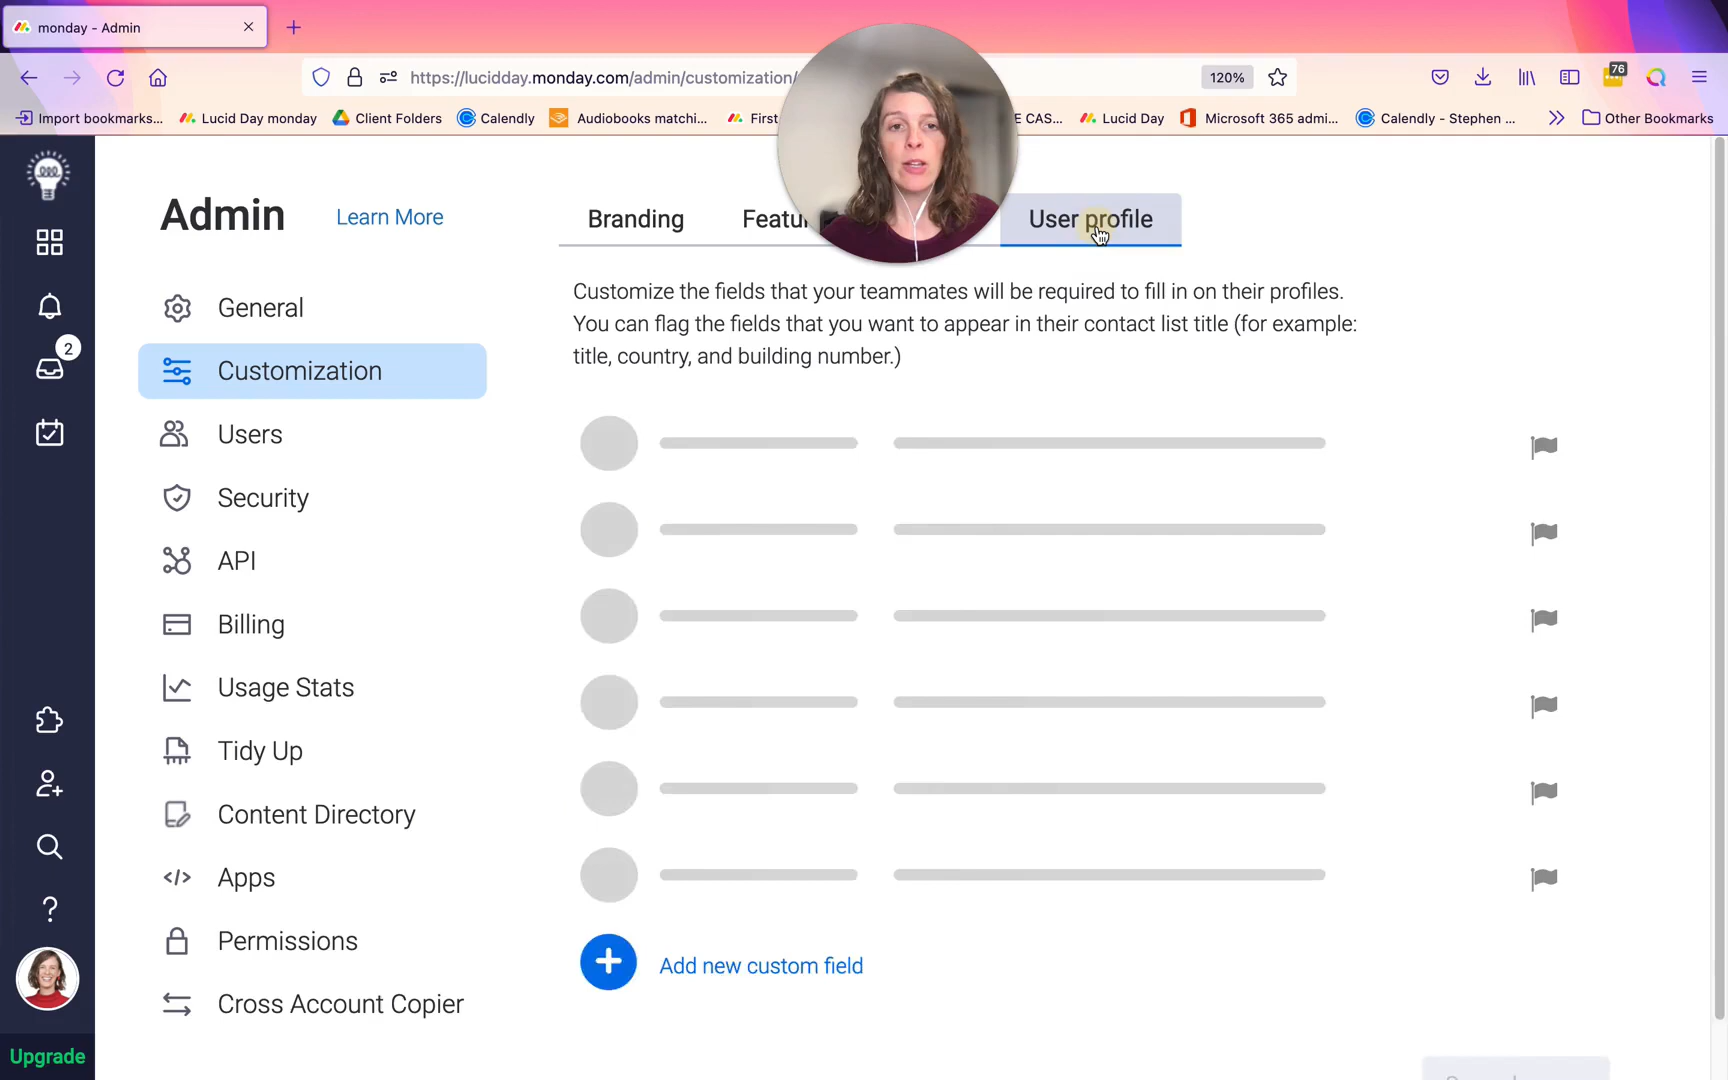 monday - Admin
https://lucidday.monday.com/admin/customization/
120%
76
Import bookmarks...
Lucid Day monday
Client Folders
Calendly
Audiobooks matchi...
First
E CAS...
Lucid Day
Microsoft 365 admi...
Calendly - Stephen ...
Other Bookmarks
Admin
Learn More
Branding
Featu
User profile
Customize the fields that your teammates will be required to fill in on their profiles.
You can flag the fields that you want to appear in their contact list title (for example:
title, country, and building number.)
General
2
Customization
Users
Security
API
Billing
Usage Stats
Tidy Up
Content Directory
Apps
Permissions
Add new custom field
Cross Account Copier
Upgrade